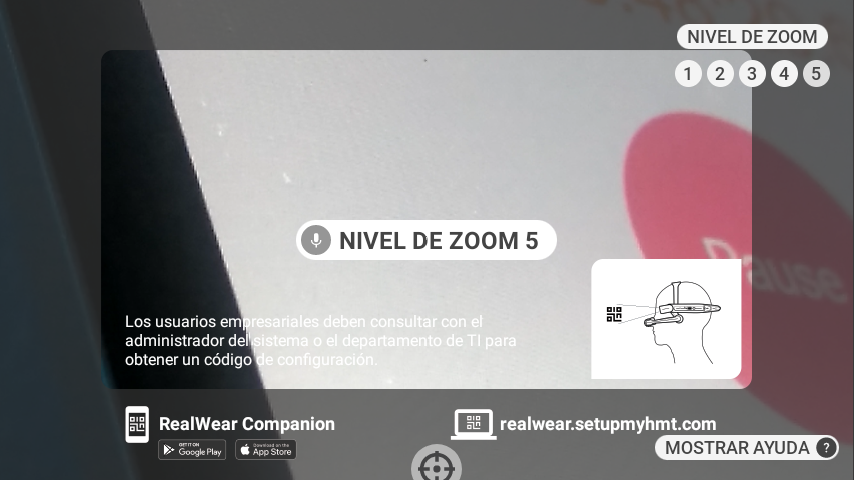 NIVEL DE ZOOM
1 2 3 4 5
NIVEL DE ZOOM 5
Pause
Los usuarios empresariales deben consultar con el
administrador del sistema o el departamento de TI para
obtener un código de configuración.
RealWear Companion
realwear.setupmyhmt.com
GET IT ON
Google Play
Download on the
App Store
MOSTRAR AYUDA ?